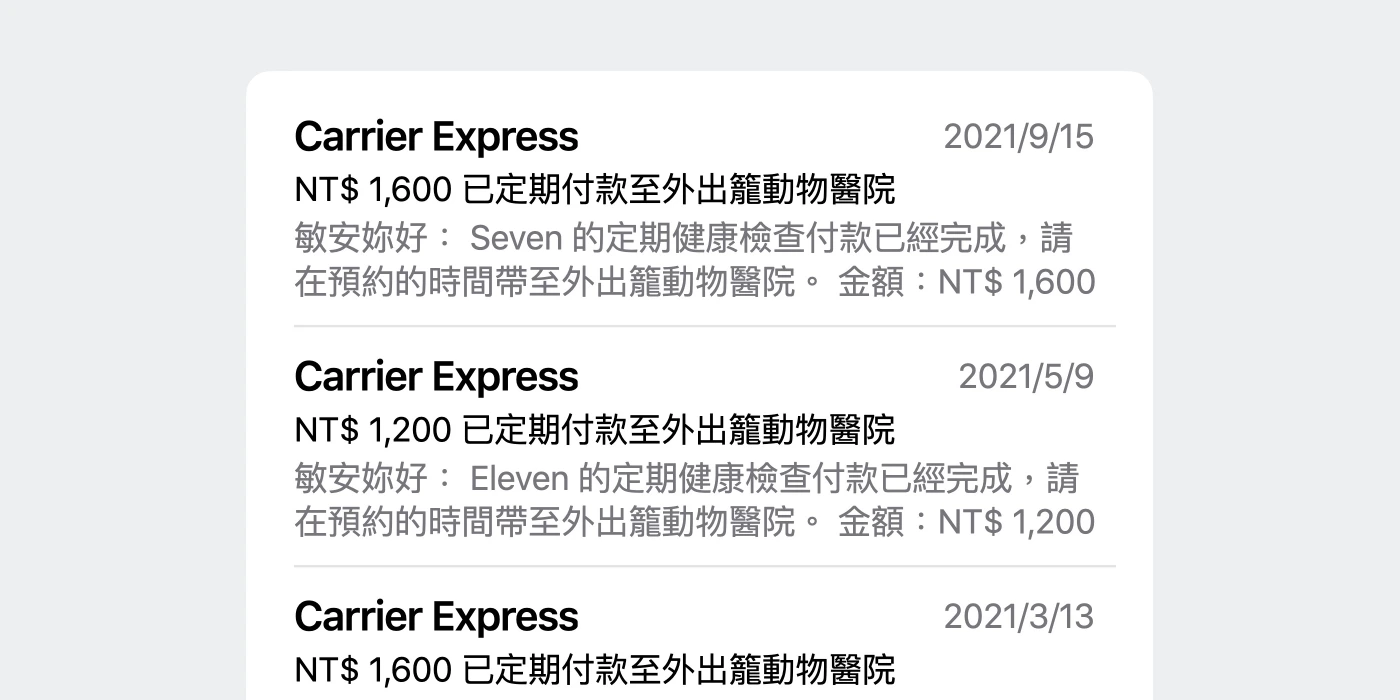 Carrier Express 2021/9/15
NT$ 1,600 已定期付款至外出籠動物醫院
敏安妳好： Seven 的定期健康檢查付款已經完成，請
在預約的時間帶至外出籠動物醫院。 金額：NT$ 1,600
Carrier Express 2021/5/9
NT$ 1,200 已定期付款至外出籠動物醫院
敏安妳好： Eleven 的定期健康檢查付款已經完成，請
在預約的時間帶至外出籠動物醫院。 金額：NT$ 1,200
Carrier Express 2021/3/13
NT$ 1,600 已定期付款至外出籠動物醫院